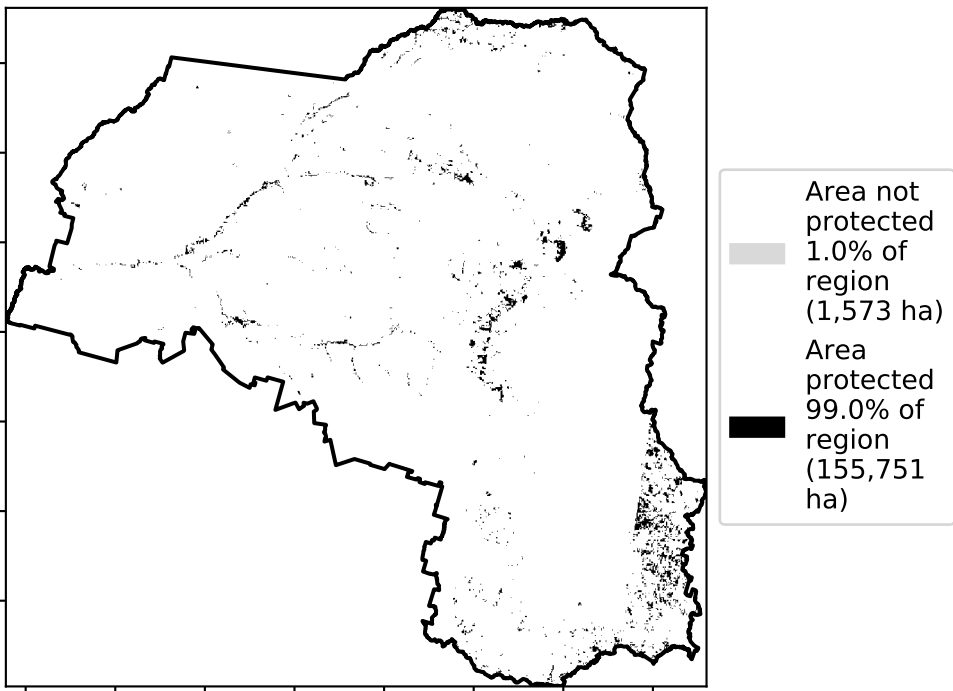 Area not
protected
1.0% of
region
(1,573 ha)
Area
protected
99.0% of
region
(155,751
ha)